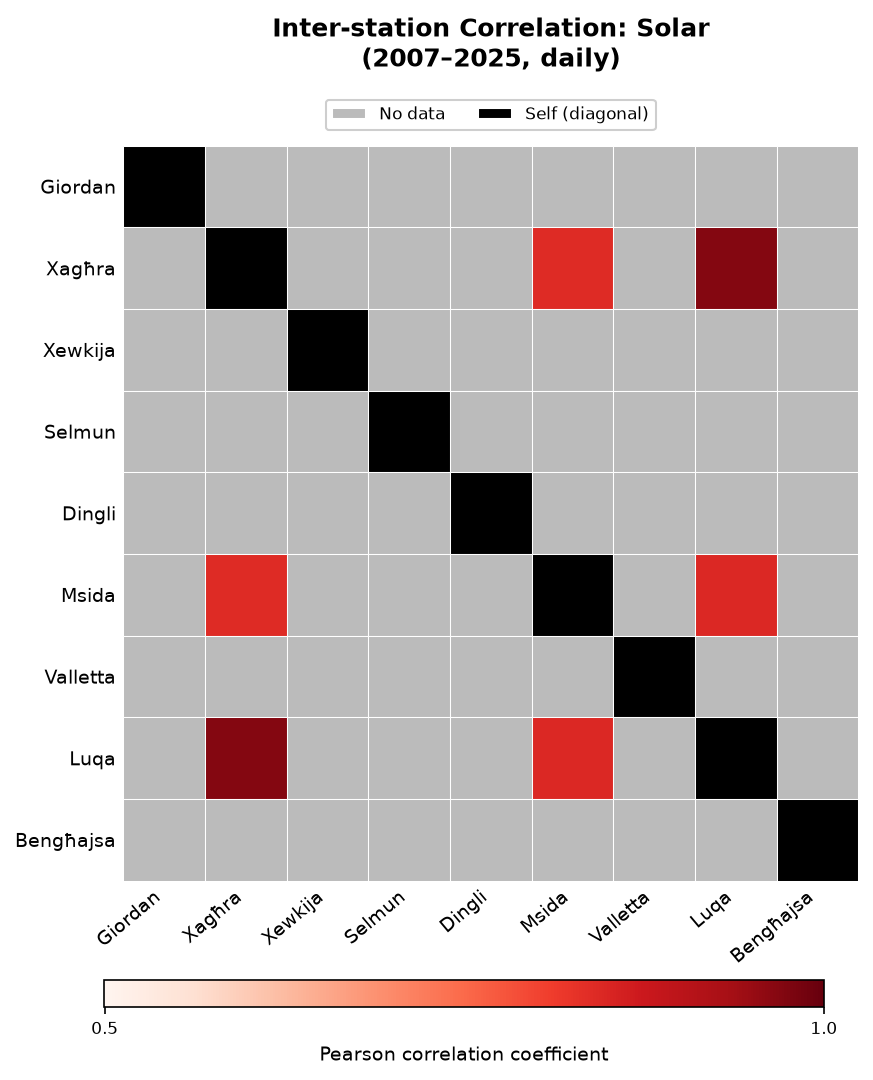 Inter-station Correlation: Solar
(2007–2025, daily)
No data
Self (diagonal)
Giordan
Xagħra
Xewkija
Selmun
Dingli
Msida
Valletta
Luqa
Bengħajsa
Giordan
Xagħra
Xewkija
Selmun
Dingli
Msida
Valletta
Luqa
Bengħajsa
0.5
1.0
Pearson correlation coefficient